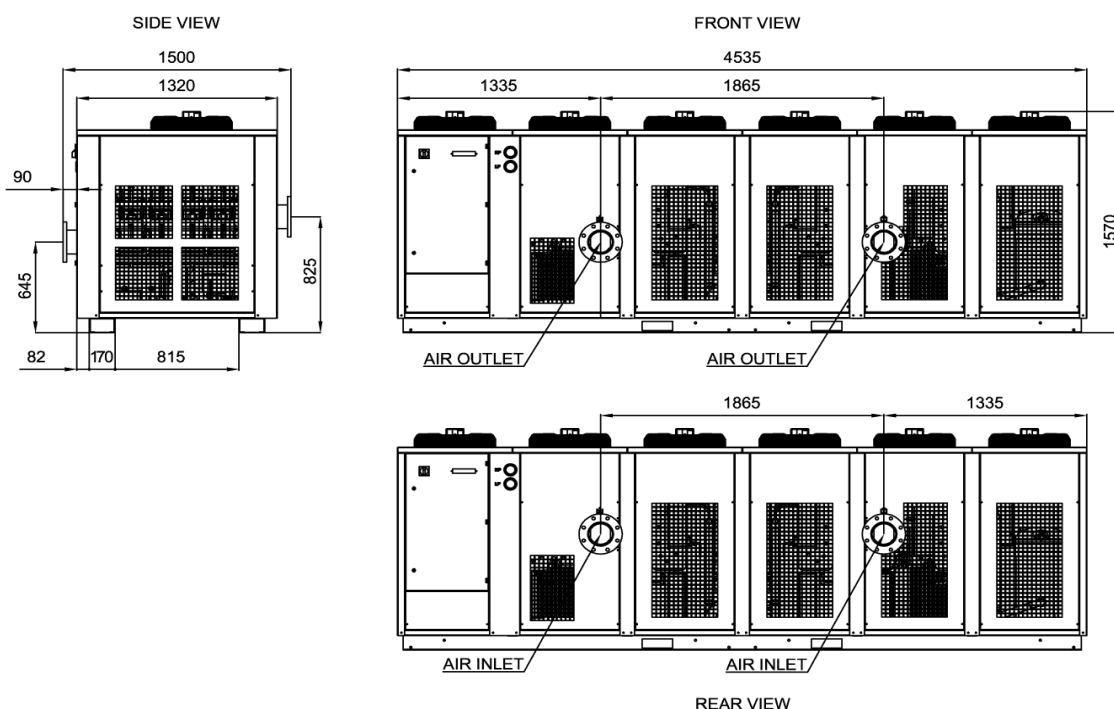 SIDE VIEW
FRONT VIEW
1500
4535
1320
1335
1865
90
645
825
1570
82
170
815
AIR OUTLET
AIR OUTLET
1865
1335
AIR INLET
AIR INLET
REAR VIEW